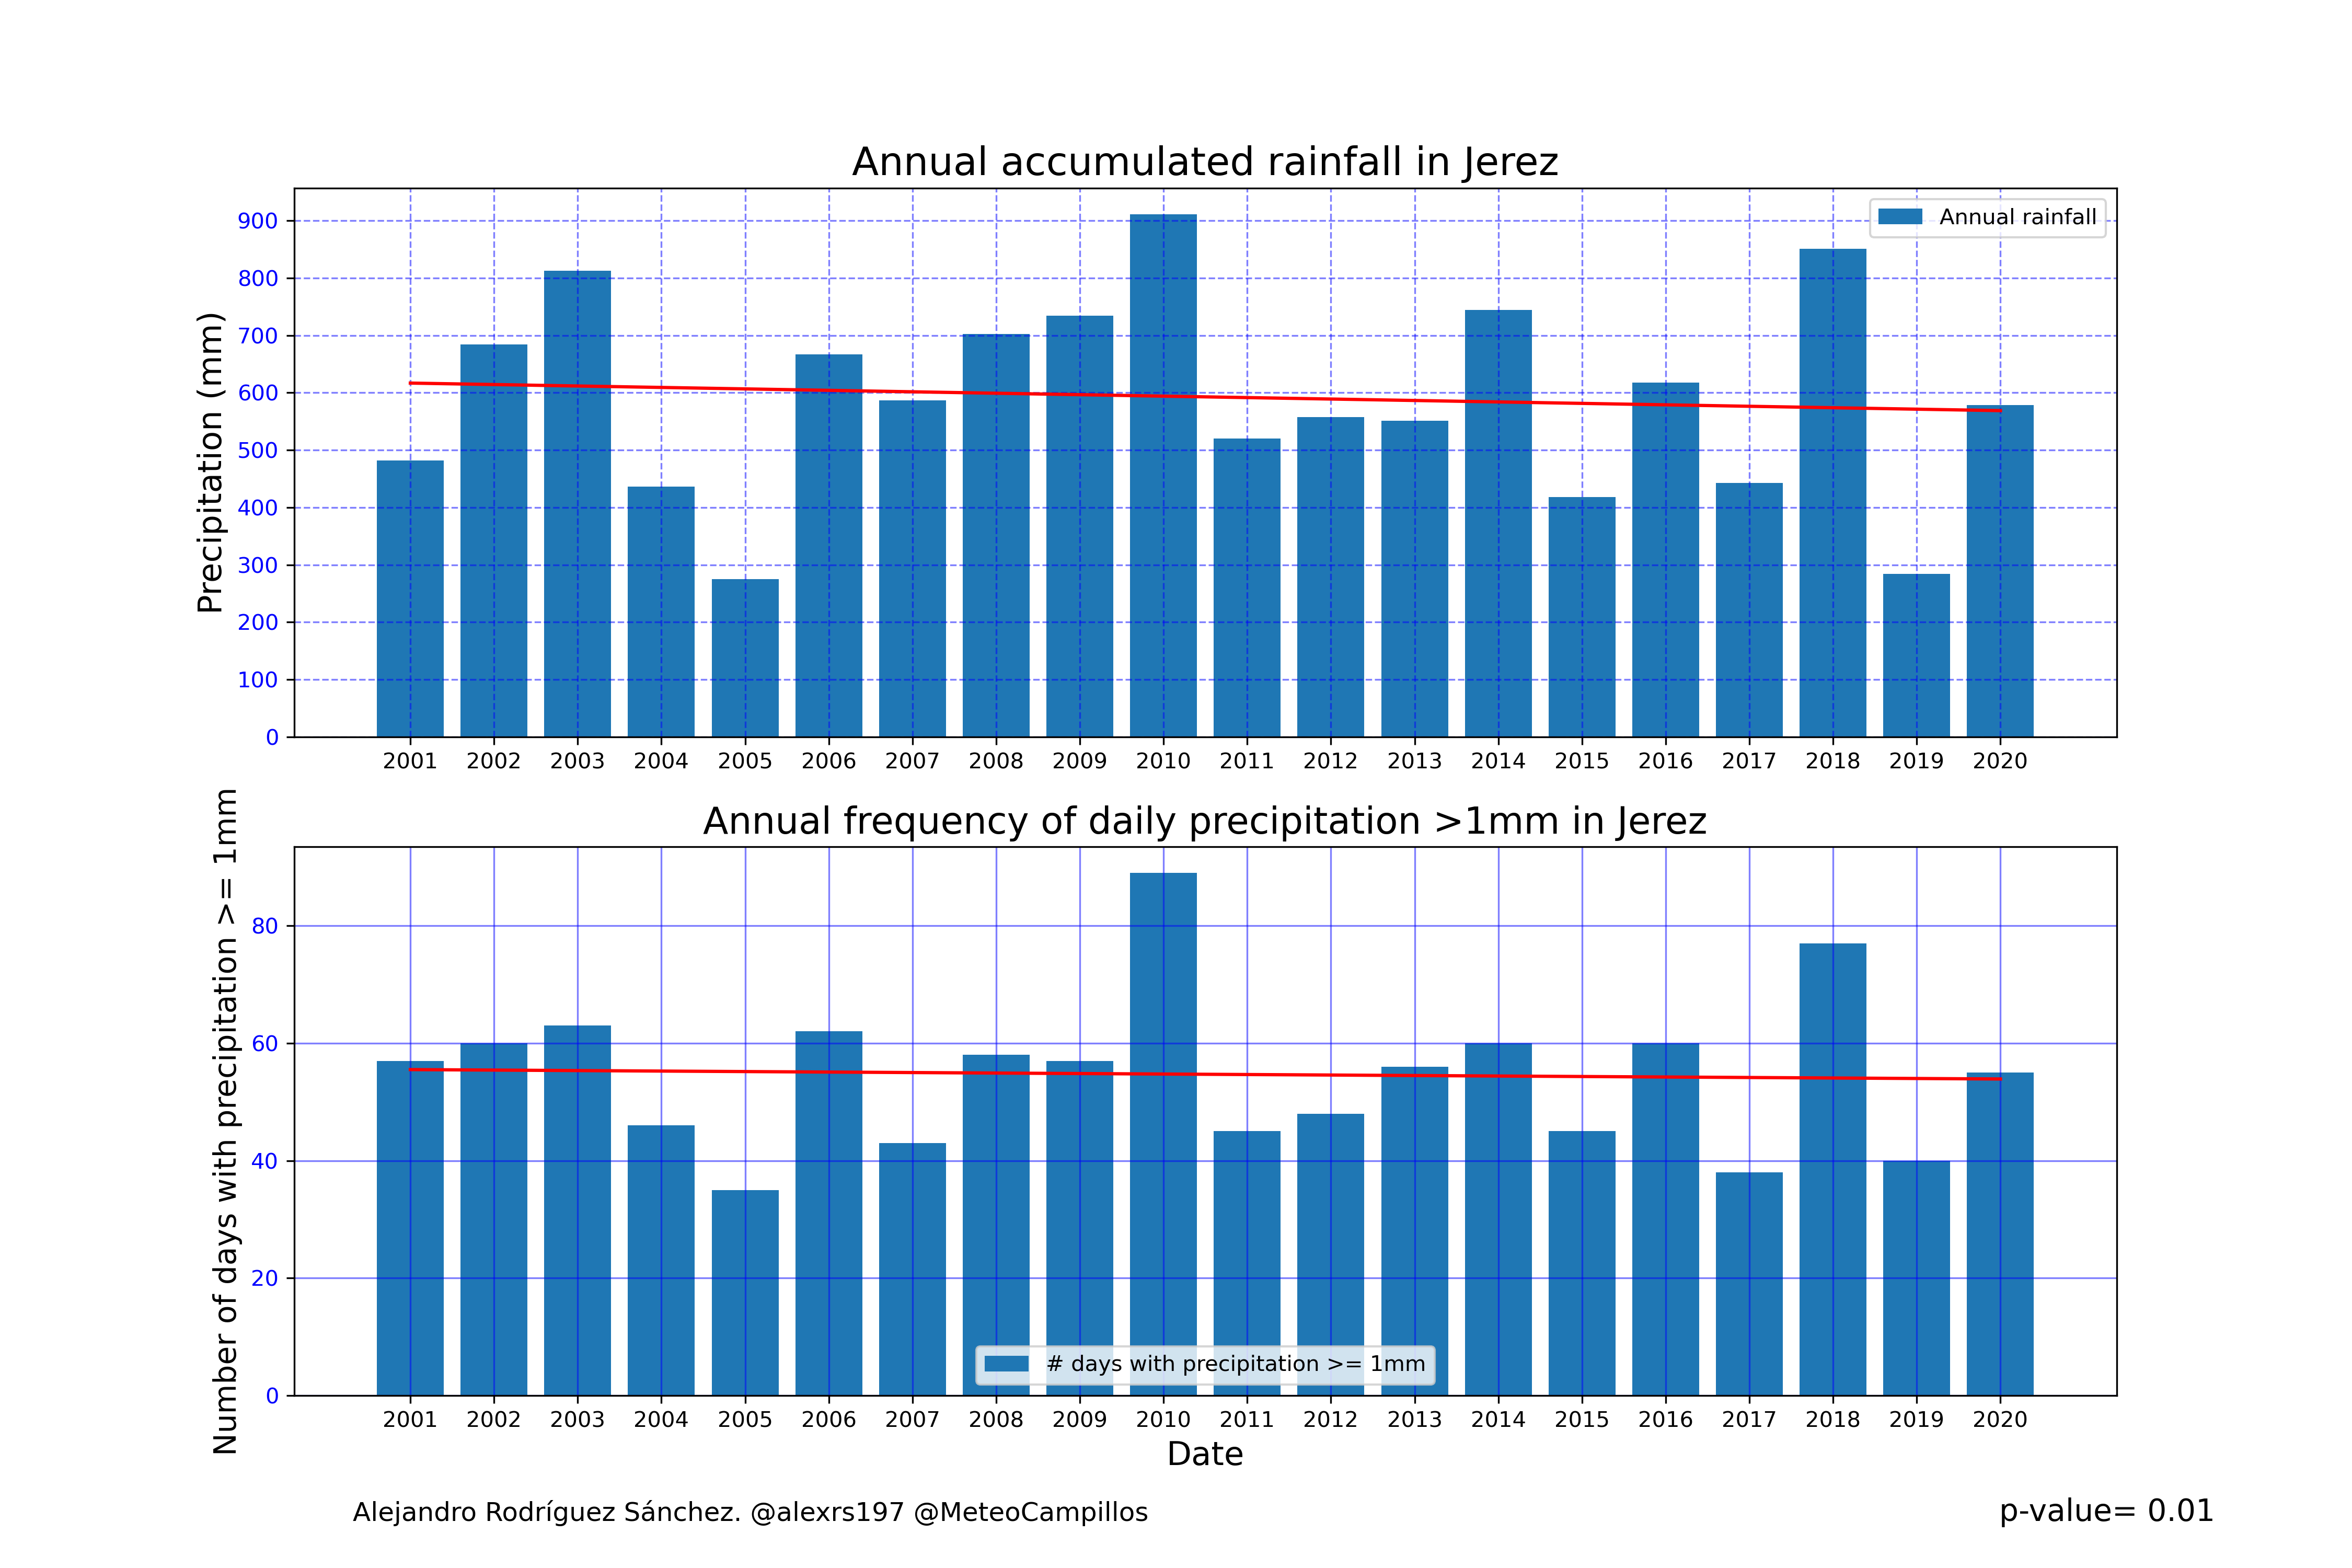 Annual accumulated rainfall in Jerez
Precipitation (mm)
900
800
700
600
500
400
300
200
100
0
Annual rainfall
2001 2002 2003 2004 2005 2006 2007 2008 2009 2010 2011 2012 2013 2014 2015 2016 2017 2018 2019 2020
Annual frequency of daily precipitation >1mm in Jerez
Number of days with precipitation >= 1mm
80
60
40
20
0
# days with precipitation >= 1mm
2001 2002 2003 2004 2005 2006 2007 2008 2009 2010 2011 2012 2013 2014 2015 2016 2017 2018 2019 2020
Date
Alejandro Rodríguez Sánchez. @alexrs197 @MeteoCampillos
p-value= 0.01